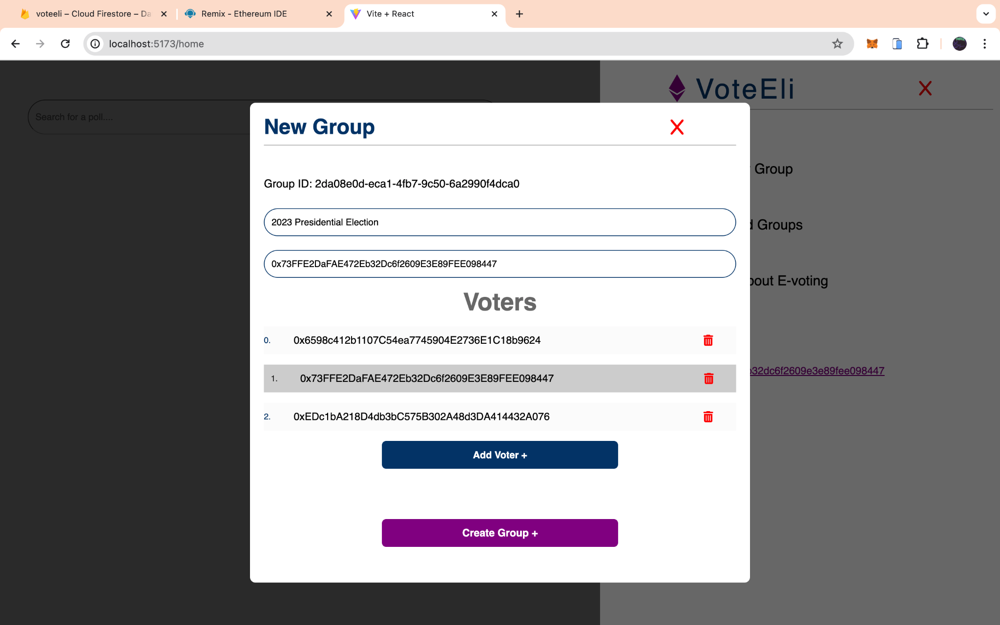 voteeli – Cloud Firestore – Da
Remix - Ethereum IDE
Vite + React
localhost:5173/home
VoteEli
Search for a poll....
New Group
Group
Group ID: 2da08e0d-eca1-4fb7-9c50-6a2990f4dca0
2023 Presidential Election
Groups
0x73FFE2DaFAE472Eb32Dc6f2609E3E89FEE098447
bout E-voting
Voters
0. 0x6598c412b1107C54ea7745904E2736E1C18b9624
1. 0x73FFE2DaFAE472Eb32Dc6f2609E3E89FEE098447
b32dc6f2609e3e89fee098447
2. 0xEDc1bA218D4db3bC575B302A48d3DA414432A076
Add Voter +
Create Group +